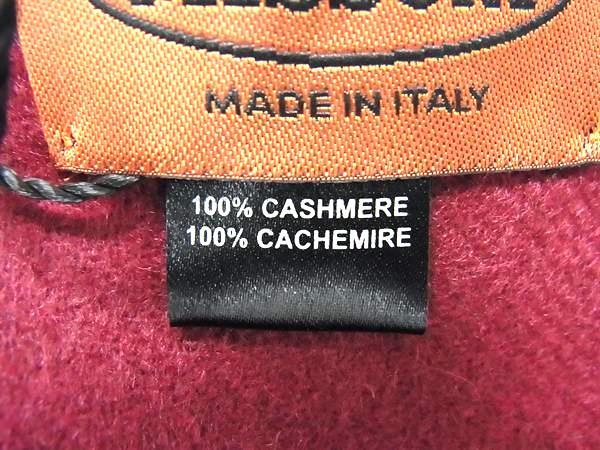 MADE IN ITALY
100% CASHMERE
100% CACHEMIRE